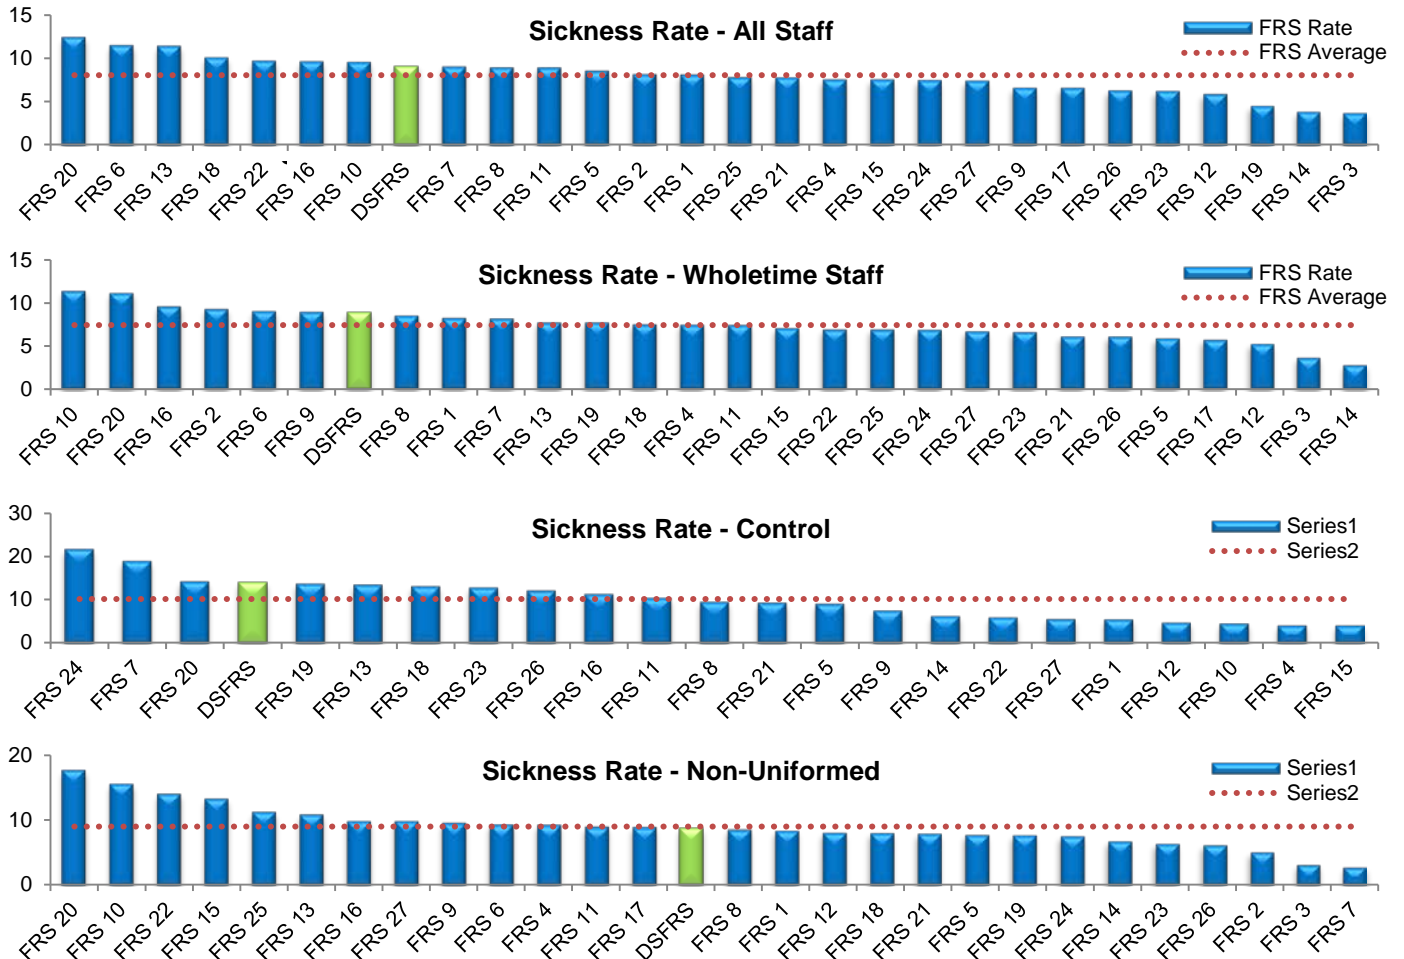 Sickness Rate - All Staff
FRS Rate
FRS Average
15
10
5
0
FRS 20 FRS 6 FRS 13 FRS 18 FRS 22 FRS 16 FRS 10 DSFRS FRS 7 FRS 8 FRS 11 FRS 5 FRS 2 FRS 1 FRS 25 FRS 21 FRS 4 FRS 15 FRS 24 FRS 27 FRS 9 FRS 17 FRS 26 FRS 23 FRS 12 FRS 19 FRS 14 FRS 3
Sickness Rate - Wholetime Staff
FRS Rate
FRS Average
15
10
5
0
FRS 10 FRS 20 FRS 16 FRS 2 FRS 6 FRS 9 DSFRS FRS 8 FRS 1 FRS 7 FRS 13 FRS 19 FRS 18 FRS 4 FRS 11 FRS 15 FRS 22 FRS 25 FRS 24 FRS 27 FRS 23 FRS 21 FRS 26 FRS 5 FRS 17 FRS 12 FRS 3 FRS 14
Sickness Rate - Control
Series1
Series2
30
20
10
0
FRS 24 FRS 7 FRS 20 DSFRS FRS 19 FRS 13 FRS 18 FRS 23 FRS 26 FRS 16 FRS 11 FRS 8 FRS 21 FRS 5 FRS 9 FRS 14 FRS 22 FRS 27 FRS 1 FRS 12 FRS 10 FRS 4 FRS 15
Sickness Rate - Non-Uniformed
Series1
Series2
20
10
0
FRS 20 FRS 10 FRS 22 FRS 15 FRS 25 FRS 13 FRS 16 FRS 27 FRS 9 FRS 6 FRS 4 FRS 11 FRS 17 DSFRS FRS 8 FRS 1 FRS 12 FRS 18 FRS 21 FRS 5 FRS 19 FRS 24 FRS 14 FRS 23 FRS 26 FRS 2 FRS 3 FRS 7